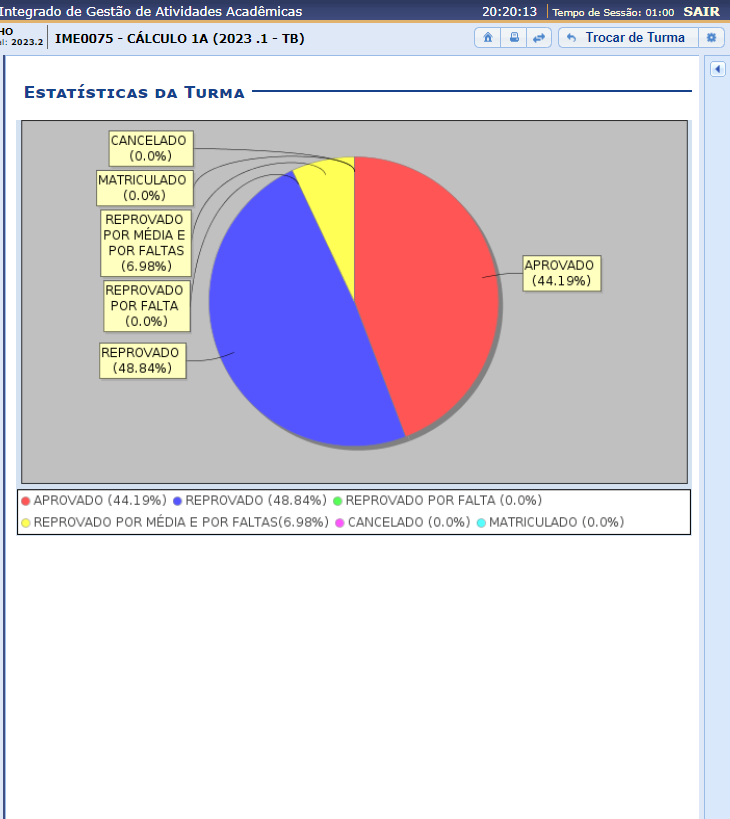 Integrado de Gestão de Atividades Acadêmicas 20:20:13 Tempo de Sessão: 01:00 SAIR
HO
el: 2023.2 IME0075 - CÁLCULO 1A (2023 .1 - TB) Trocar de Turma
Estatísticas da Turma
CANCELADO
(0.0%)
MATRICULADO
(0.0%)
REPROVADO
POR MÉDIA E
POR FALTAS
(6.98%)
REPROVADO
POR FALTA
(0.0%)
REPROVADO
(48.84%)
APROVADO
(44.19%)
APROVADO (44.19%) REPROVADO (48.84%) REPROVADO POR FALTA (0.0%)
REPROVADO POR MÉDIA E POR FALTAS(6.98%) CANCELADO (0.0%) MATRICULADO (0.0%)